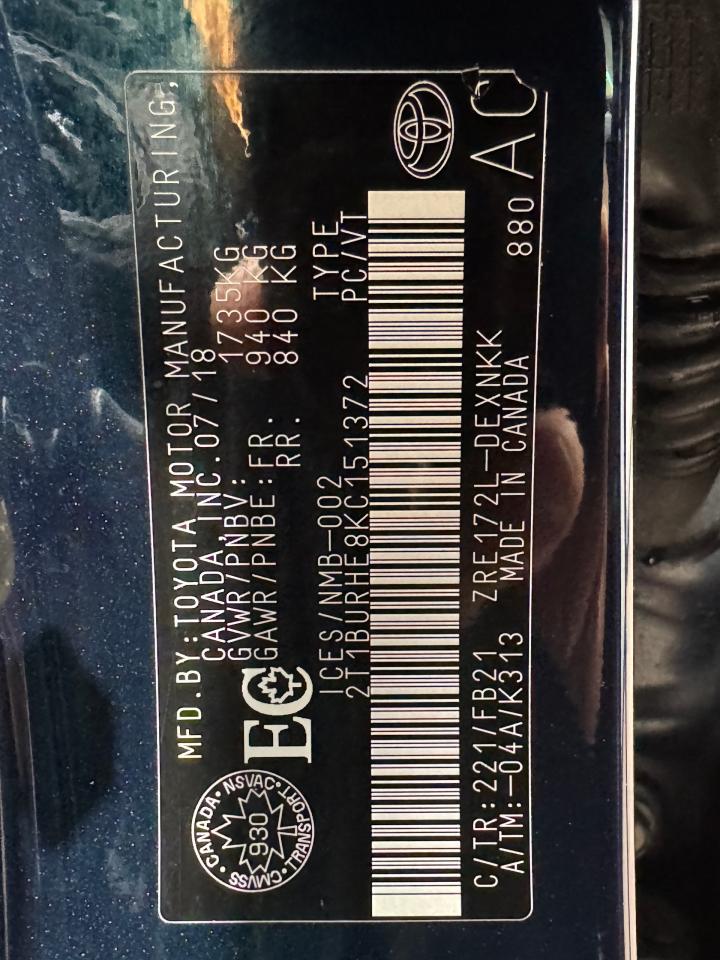 MFD.BY:TOYOTA MOTOR MANUFACTURING,
CANADA,INC.07/18
GVWR/PNBV: 1735KG
GAWR/PNBE:FR: 940 KG
RR: 840 KG
EC
CANADA • NSVAC • TRANSPORT • CMVSS •
930
ICES/NMB-002 TYPE
2T1BURHE8KC151372 PC/VT
C/TR:221/FB21 ZRE172L-DEXNKK
A/TM:-04A/K313 MADE IN CANADA
880
A